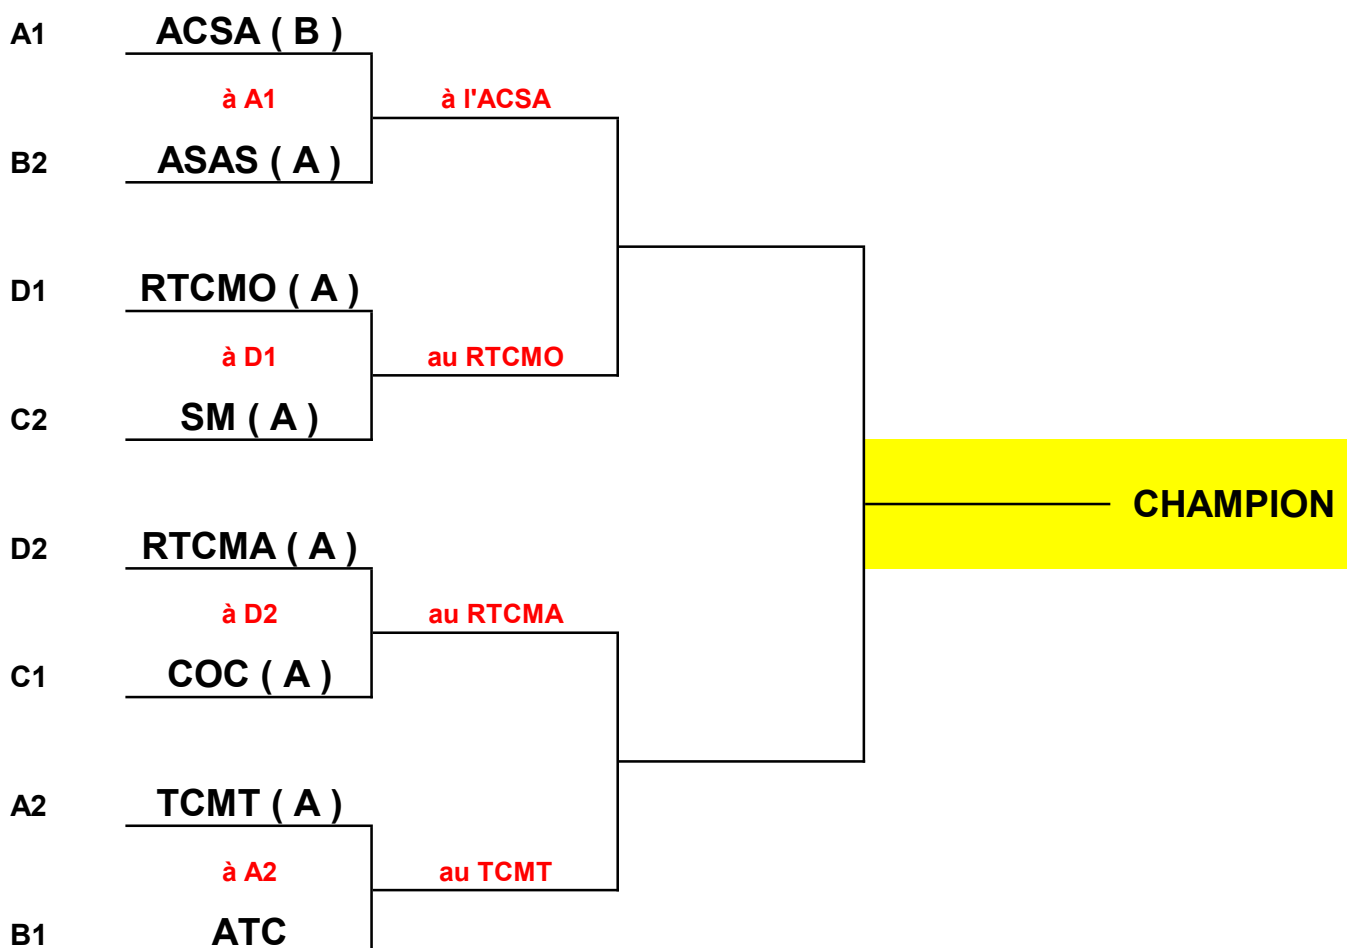 A1 ACSA ( B )
à A1 à l'ACSA
B2 ASAS ( A )
D1 RTCMO ( A )
à D1 au RTCMO
C2 SM ( A )
CHAMPION
D2 RTCMA ( A )
à D2 au RTCMA
C1 COC ( A )
A2 TCMT ( A )
à A2 au TCMT
B1 ATC